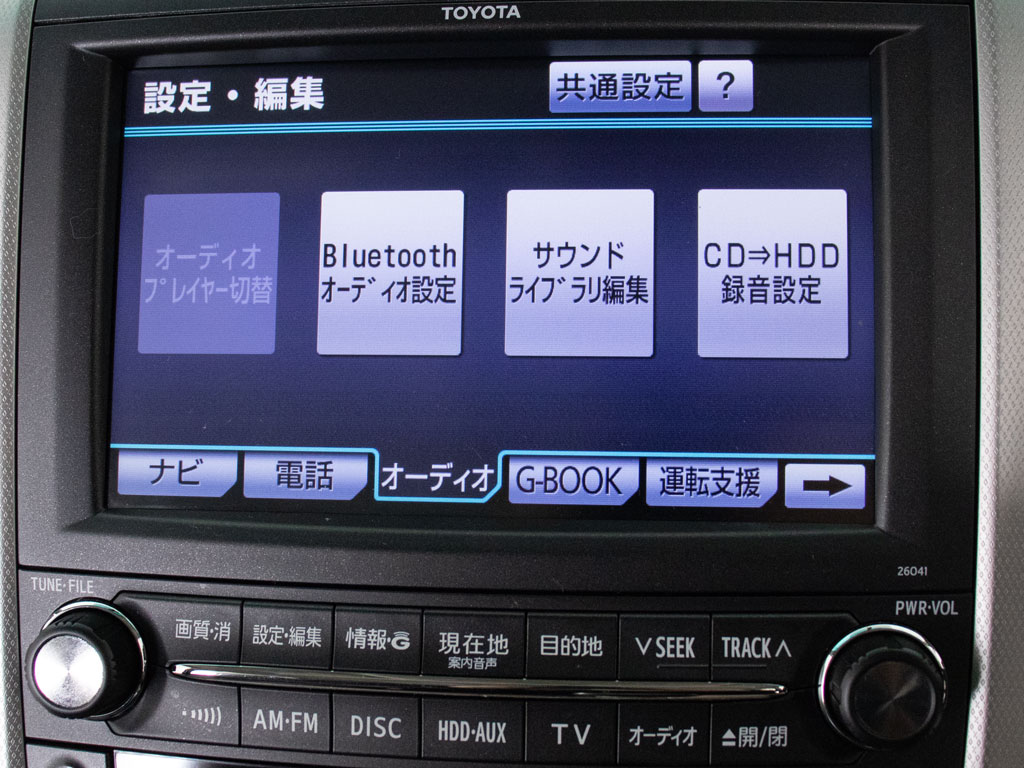 TOYOTA
設定・編集
共通設定
?
オーディオ
プレイヤー切替
Bluetooth
オーディオ設定
サウンド
ライブラリ編集
CD⇒HDD
録音設定
ナビ
電話
オーディオ
G-BOOK
運転支援
26041
TUNE・FILE
PWR・VOL
画質・消
設定・編集
情報・G
現在地
案内音声
目的地
∨ SEEK
TRACK ∧
AM・FM
DISC
HDD・AUX
TV
オーディオ
⏏開/閉